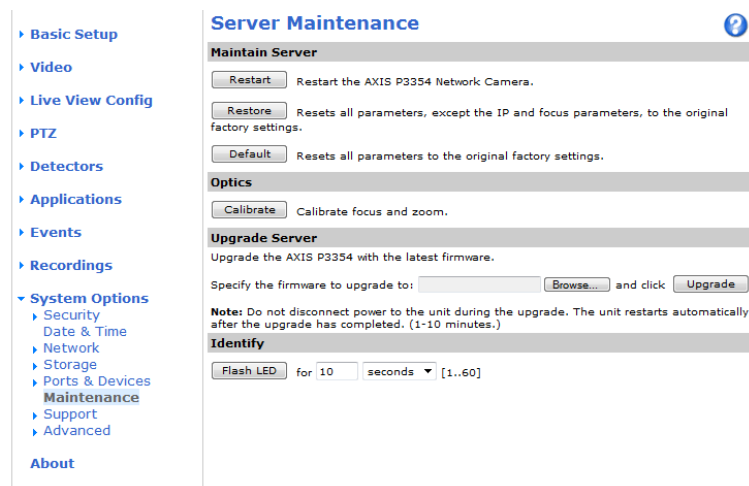 Basic Setup
Video
Live View Config
PTZ
Detectors
Applications
Events
Recordings
System Options
Security
Date & Time
Network
Storage
Ports & Devices
Maintenance
Support
Advanced
About
Server Maintenance
?
Maintain Server
Restart Restart the AXIS P3354 Network Camera.
Restore Resets all parameters, except the IP and focus parameters, to the original
factory settings.
Default Resets all parameters to the original factory settings.
Optics
Calibrate Calibrate focus and zoom.
Upgrade Server
Upgrade the AXIS P3354 with the latest firmware.
Specify the firmware to upgrade to: Browse... and click Upgrade
Note: Do not disconnect power to the unit during the upgrade. The unit restarts automatically
after the upgrade has completed. (1-10 minutes.)
Identify
Flash LED for 10 seconds [1..60]